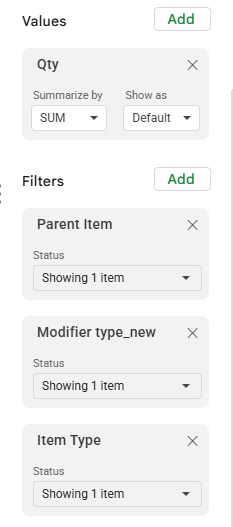 Values
Add
Qty
Summarize by
Show as
SUM
Default
Filters
Add
Parent Item
Status
Showing 1 item
Modifier type_new
Status
Showing 1 item
Item Type
Status
Showing 1 item